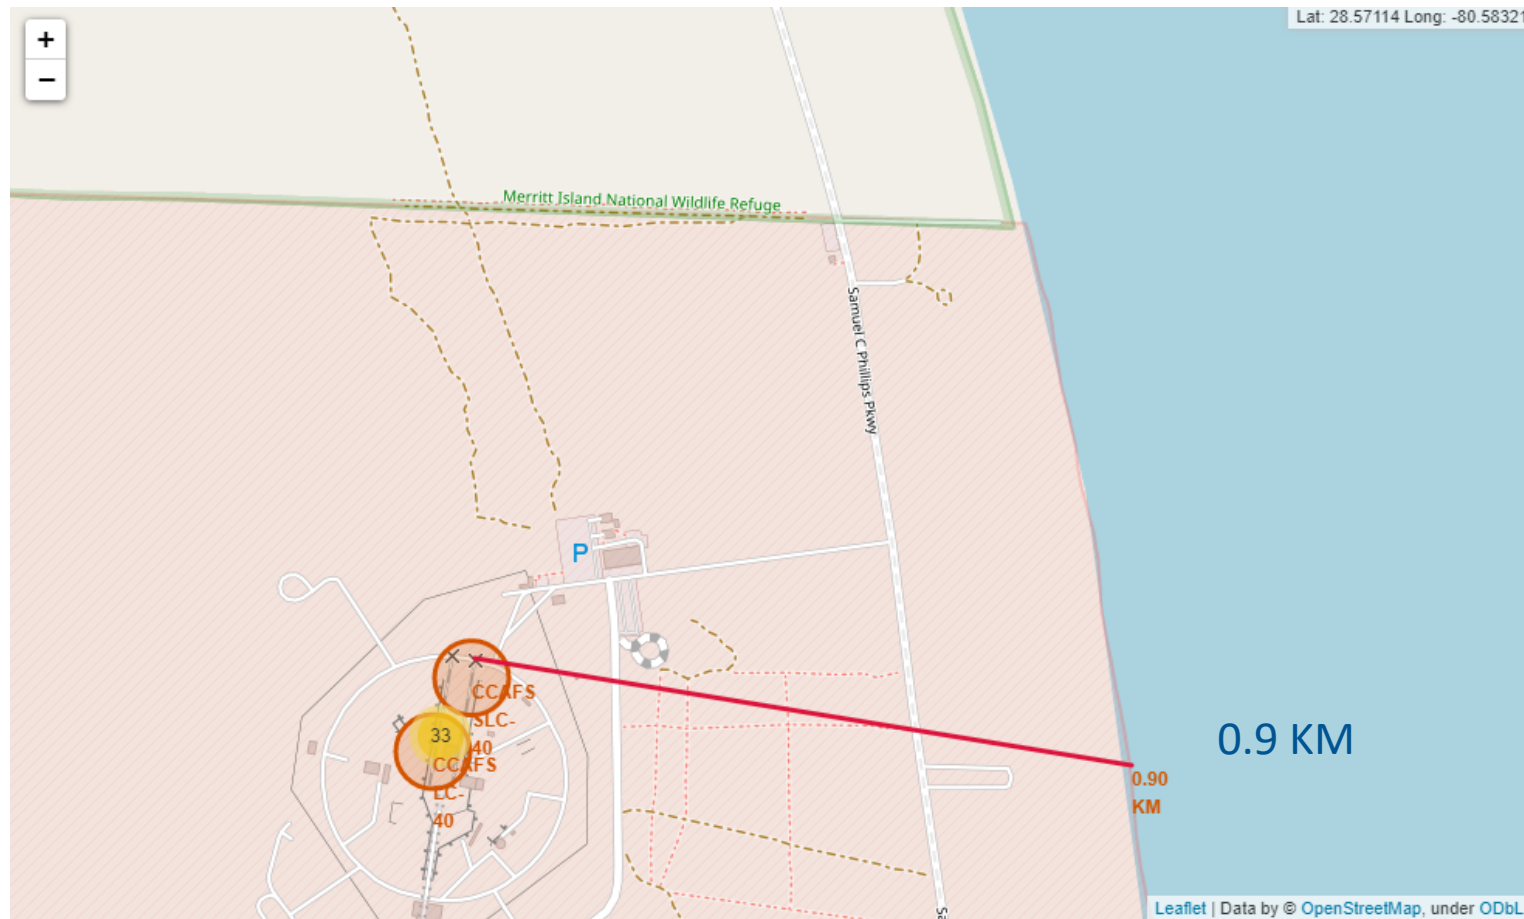 +
−
Lat: 28.57114 Long: -80.58321
Merritt Island National Wildlife Refuge
Samuel C Phillips Pkwy
P
CCAFS
SLC-
40
33
CCAFS
LC-
40
0.9 KM
0.90
KM
Sa
Leaflet | Data by © OpenStreetMap, under ODbL